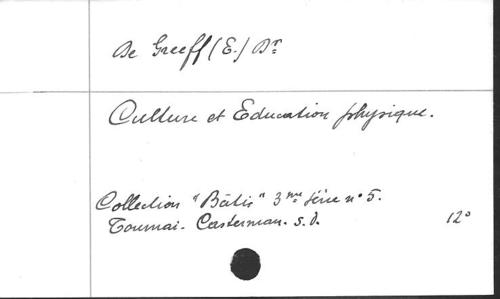 De Greeff (E.) Dr.
Culture et Education physique.
Collection "Bâtir" 3me série n° 5.
Tournai. Casterman. s.d. 12°